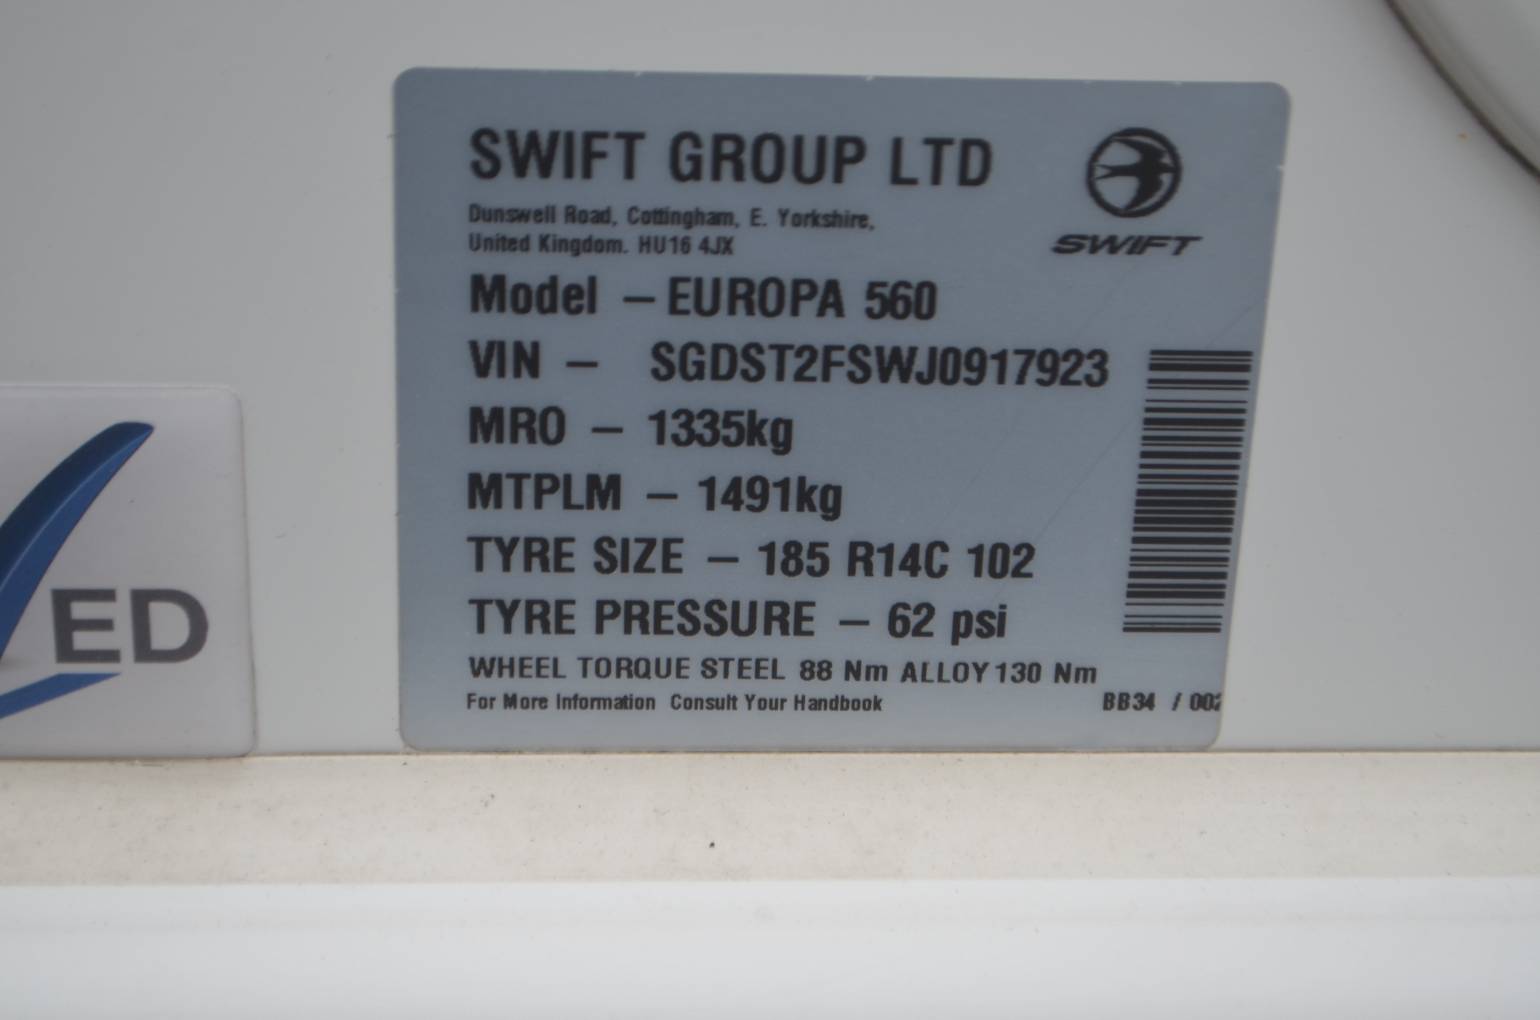 SWIFT GROUP LTD
Dunswell Road, Cottingham, E. Yorkshire,
United Kingdom. HU16 4JX
SWIFT
Model – EUROPA 560
VIN – SGDST2FSWJ0917923
MRO – 1335kg
MTPLM – 1491kg
TYRE SIZE – 185 R14C 102
TYRE PRESSURE – 62 psi
WHEEL TORQUE STEEL 88 Nm ALLOY 130 Nm
For More Information Consult Your Handbook
BB34 / 002
ED